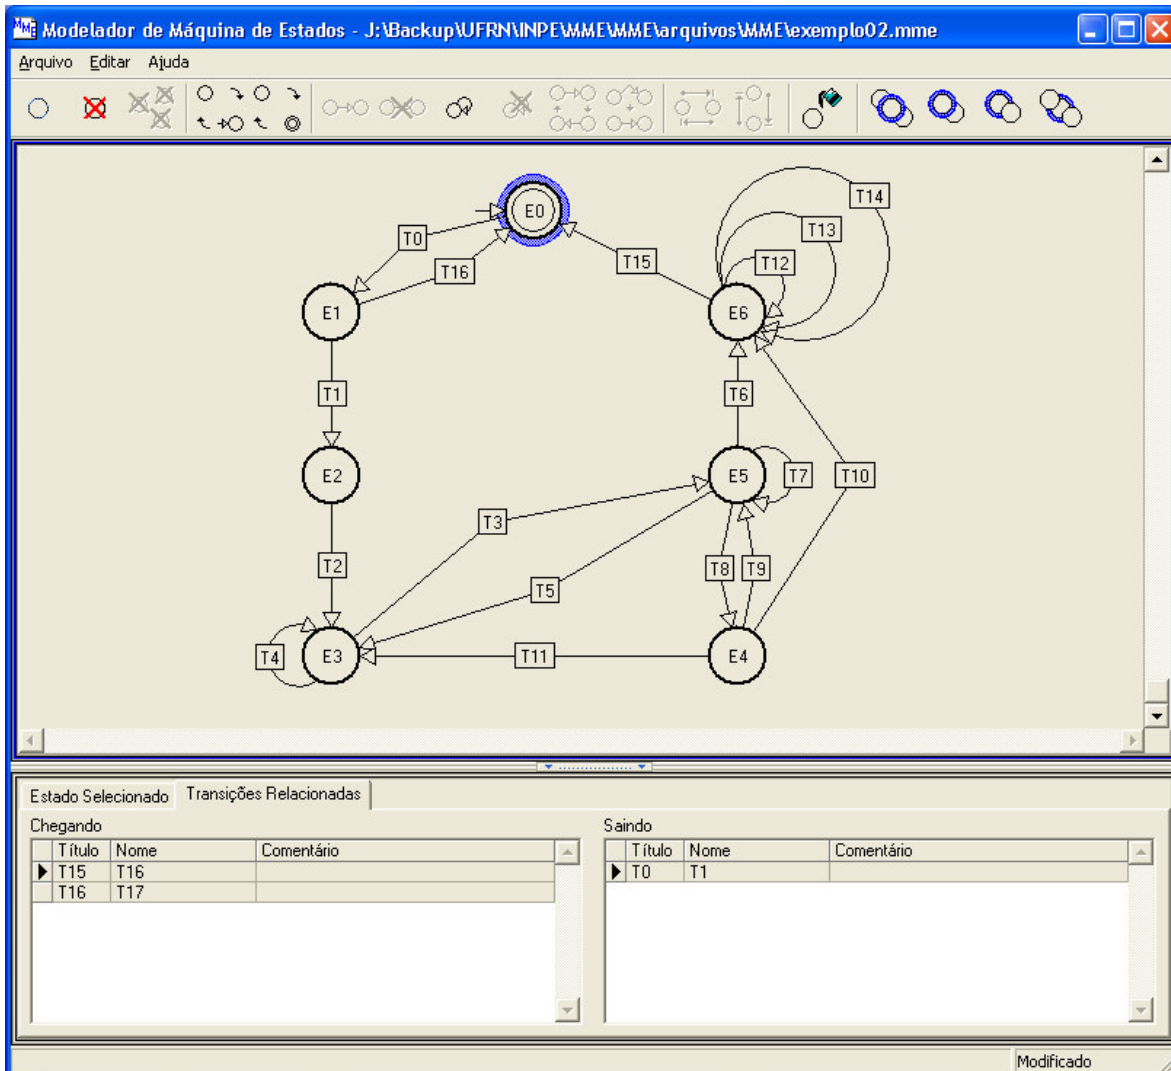 MME Modelador de Máquina de Estados - J:\Backup\UFRN\INPE\MME\MME\arquivos\MME\exemplo02.mme
Arquivo Editar Ajuda
E0
T14
T0
T13
T16
T15
T12
E1
E6
T1
T6
E2
E5
T7
T10
T3
T2
T8
T9
T5
T4
E3
T11
E4
Estado Selecionado Transições Relacionadas
Chegando Saindo
Título Nome Comentário Título Nome Comentário
T15 T16 T0 T1
T16 T17
Modificado